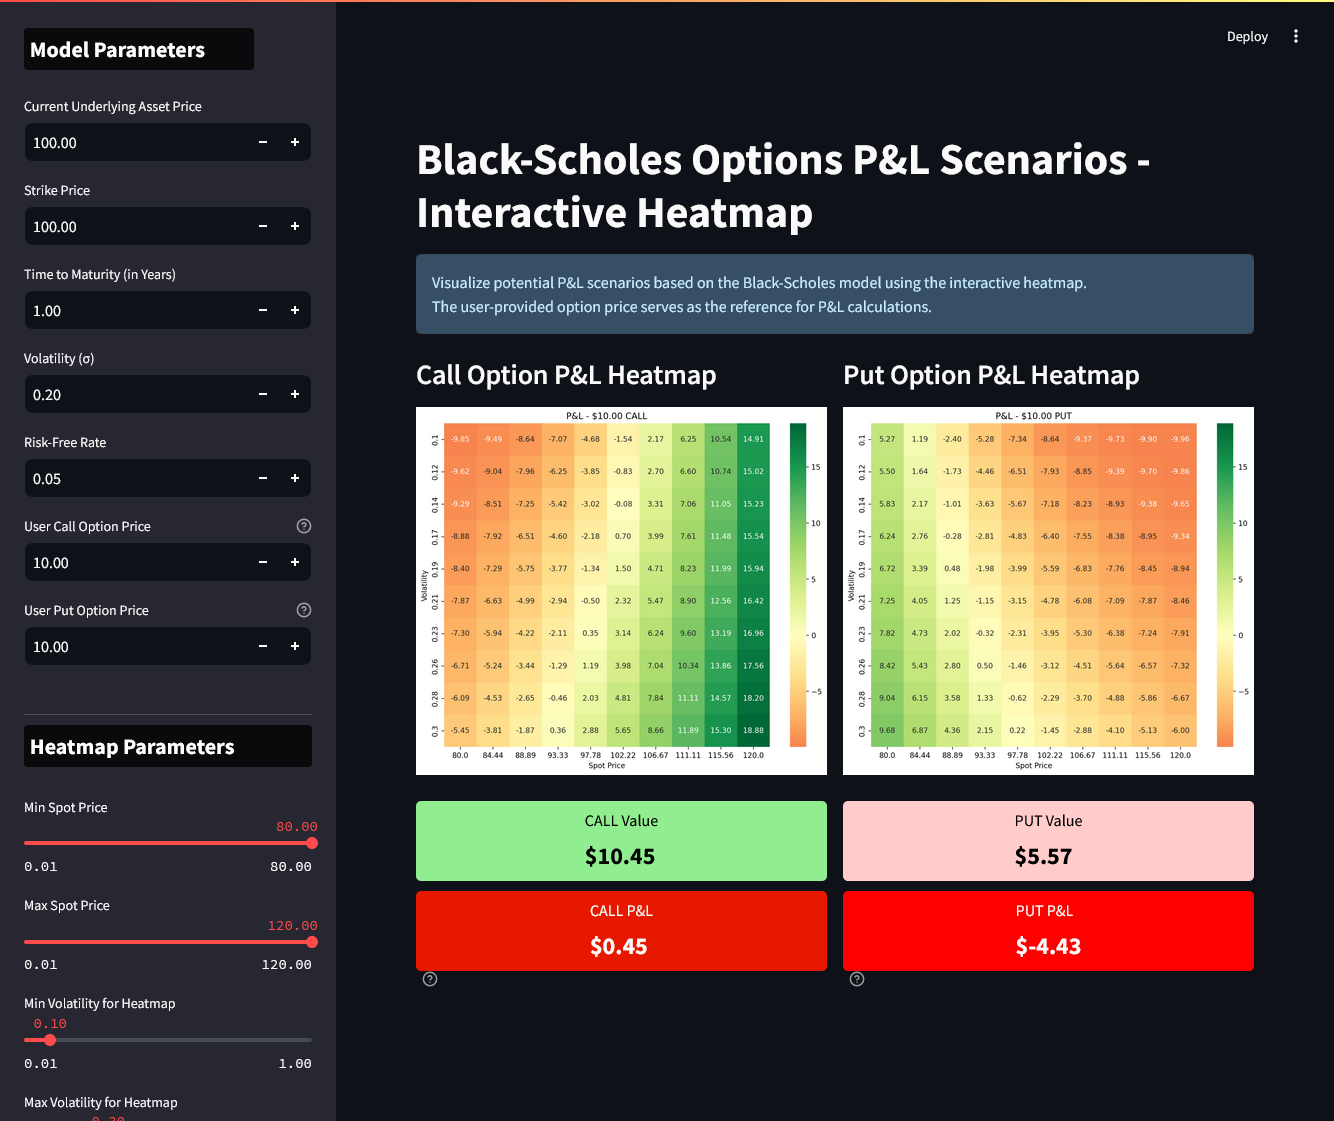 Model Parameters
Current Underlying Asset Price
100.00
Strike Price
100.00
Time to Maturity (in Years)
1.00
Volatility (σ)
0.20
Risk-Free Rate
0.05
User Call Option Price
10.00
User Put Option Price
10.00
Heatmap Parameters
Min Spot Price
80.00
0.01 80.00
Max Spot Price
120.00
0.01 120.00
Min Volatility for Heatmap
0.10
0.01 1.00
Max Volatility for Heatmap
Deploy
Black-Scholes Options P&L Scenarios -
Interactive Heatmap
Visualize potential P&L scenarios based on the Black-Scholes model using the interactive heatmap.
The user-provided option price serves as the reference for P&L calculations.
Call Option P&L Heatmap
P&L - $10.00 CALL
0.1 -9.85 -9.49 -8.64 -7.07 -4.68 -1.54 2.17 6.25 10.54 14.91
0.12 -9.62 -9.04 -7.96 -6.25 -3.85 -0.83 2.70 6.60 10.74 15.02
0.14 -9.29 -8.51 -7.25 -5.42 -3.02 -0.08 3.31 7.06 11.05 15.23
0.17 -8.88 -7.92 -6.51 -4.60 -2.18 0.70 3.99 7.61 11.48 15.54
0.19 -8.40 -7.29 -5.75 -3.77 -1.34 1.50 4.71 8.23 11.99 15.94
0.21 -7.87 -6.63 -4.99 -2.94 -0.50 2.32 5.47 8.90 12.56 16.42
0.23 -7.30 -5.94 -4.22 -2.11 0.35 3.14 6.24 9.60 13.19 16.96
0.26 -6.71 -5.24 -3.44 -1.29 1.19 3.98 7.04 10.34 13.86 17.56
0.28 -6.09 -4.53 -2.65 -0.46 2.03 4.81 7.84 11.11 14.57 18.20
0.3 -5.45 -3.81 -1.87 0.36 2.88 5.65 8.66 11.89 15.30 18.88
80.0 84.44 88.89 93.33 97.78 102.22 106.67 111.11 115.56 120.0
Spot Price
Volatility
15
10
5
0
−5
Put Option P&L Heatmap
P&L - $10.00 PUT
0.1 5.27 1.19 -2.40 -5.28 -7.34 -8.64 -9.37 -9.73 -9.90 -9.96
0.12 5.50 1.64 -1.73 -4.46 -6.51 -7.93 -8.85 -9.39 -9.70 -9.86
0.14 5.83 2.17 -1.01 -3.63 -5.67 -7.18 -8.23 -8.93 -9.38 -9.65
0.17 6.24 2.76 -0.28 -2.81 -4.83 -6.40 -7.55 -8.38 -8.95 -9.34
0.19 6.72 3.39 0.48 -1.98 -3.99 -5.59 -6.83 -7.76 -8.45 -8.94
0.21 7.25 4.05 1.25 -1.15 -3.15 -4.78 -6.08 -7.09 -7.87 -8.46
0.23 7.82 4.73 2.02 -0.32 -2.31 -3.95 -5.30 -6.38 -7.24 -7.91
0.26 8.42 5.43 2.80 0.50 -1.46 -3.12 -4.51 -5.64 -6.57 -7.32
0.28 9.04 6.15 3.58 1.33 -0.62 -2.29 -3.70 -4.88 -5.86 -6.67
0.3 9.68 6.87 4.36 2.15 0.22 -1.45 -2.88 -4.10 -5.13 -6.00
80.0 84.44 88.89 93.33 97.78 102.22 106.67 111.11 115.56 120.0
Spot Price
Volatility
15
10
5
0
−5
CALL Value
$10.45
PUT Value
$5.57
CALL P&L
$0.45
PUT P&L
$-4.43